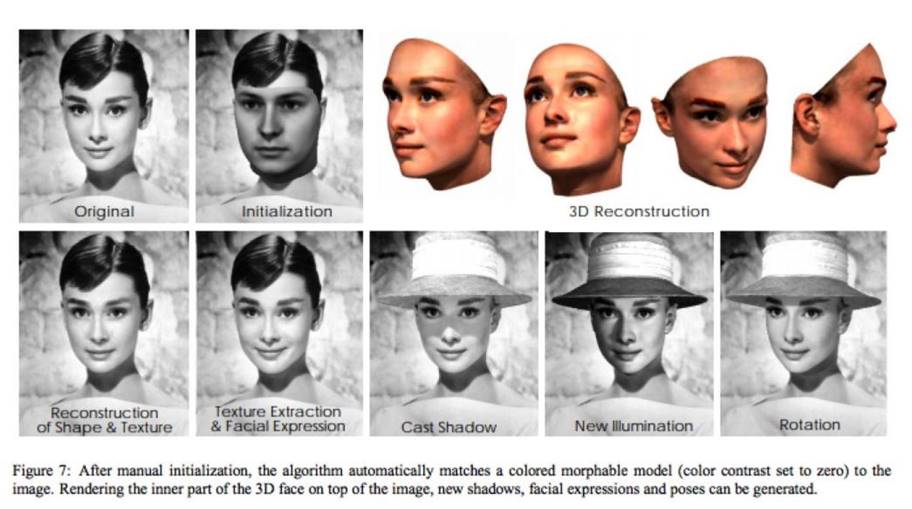 Original
Initialization
3D Reconstruction
Reconstruction
of Shape & Texture
Texture Extraction
& Facial Expression
Cast Shadow
New Illumination
Rotation
Figure 7: After manual initialization, the algorithm automatically matches a colored morphable model (color contrast set to zero) to the
image. Rendering the inner part of the 3D face on top of the image, new shadows, facial expressions and poses can be generated.